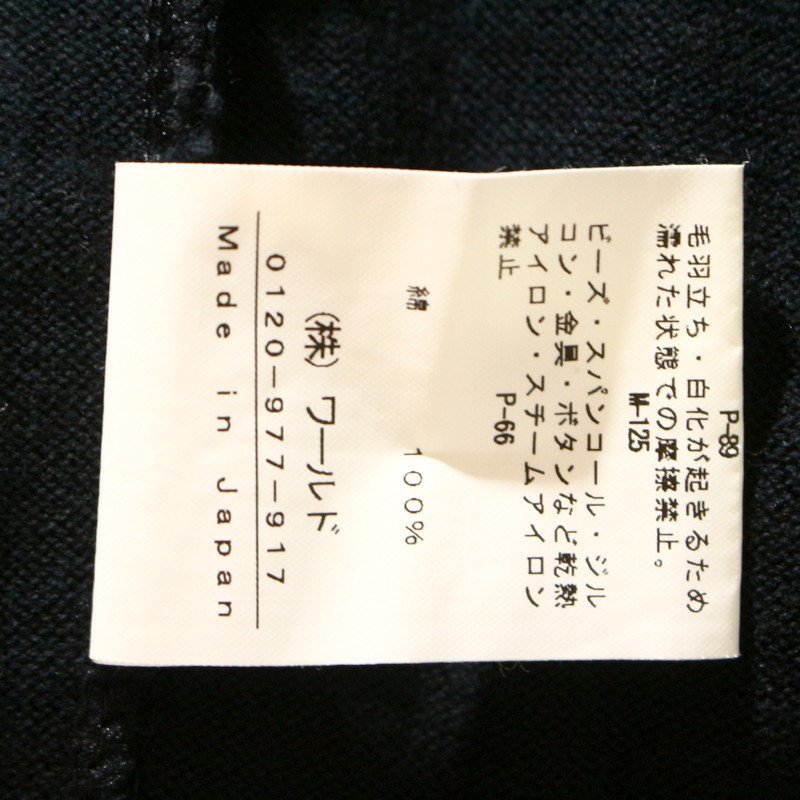 P-89
毛羽立ち・白化が起きるため
濡れた状態での摩擦禁止。
M-125
ビーズ・スパンコール・ジル
コン・金具・ボタンなど乾熱
アイロン・スチームアイロン
禁止
P-66
綿 100%
(株) ワールド
0120-977-917
Made in Japan